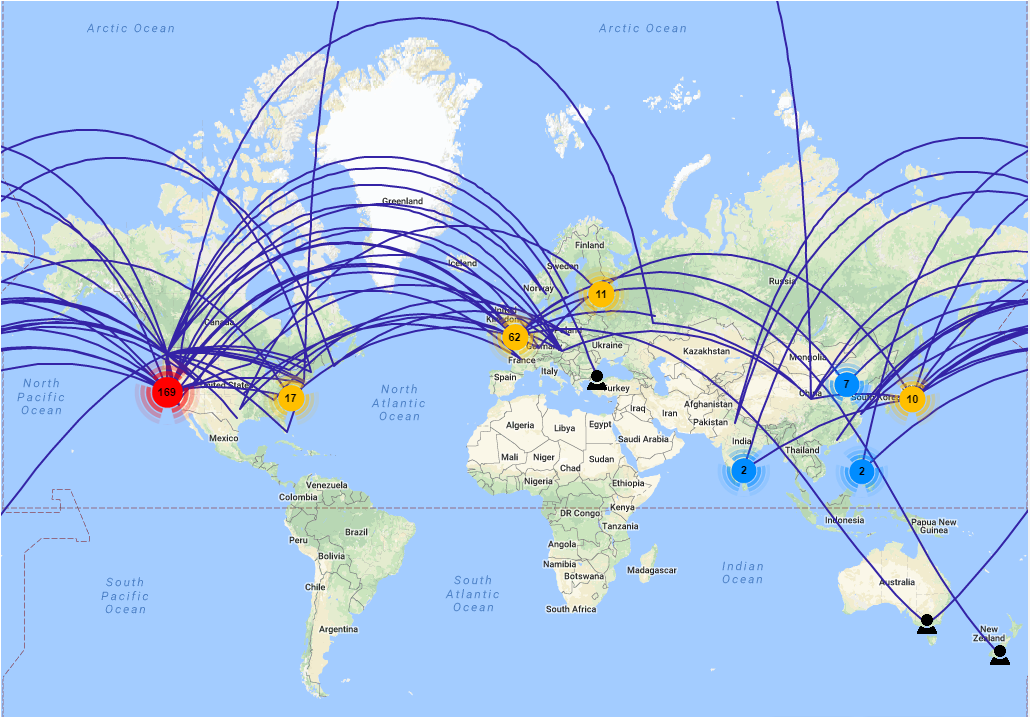 Arctic Ocean
Arctic Ocean
Greenland
Finland
Iceland
Sweden
Russia
Norway
11
Canada
United
Kingdom
62
Ukraine
Germany
Kazakhstan
Mongolia
France
Italy
Spain
Turkey
North
Pacific
Ocean
169
United States
17
North
Atlantic
Ocean
7
China
South Korea
10
Iraq
Iran
Afghanistan
Pakistan
Algeria
Libya
Egypt
Saudi Arabia
Mexico
India
Thailand
2
2
Mali
Niger
Chad
Sudan
Nigeria
Ethiopia
Venezuela
Colombia
DR Congo
Kenya
Tanzania
Indonesia
Papua New
Guinea
Peru
Brazil
Bolivia
Angola
Namibia
Botswana
Madagascar
Indian
Ocean
Australia
South
Pacific
Ocean
Chile
South
Atlantic
Ocean
South Africa
Argentina
New
Zealand